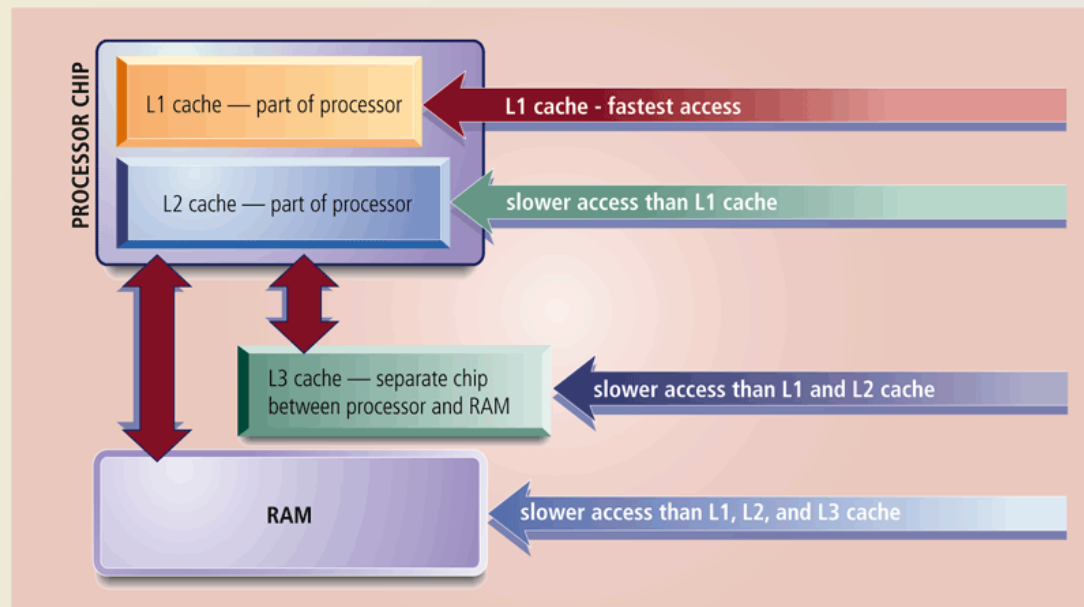 PROCESSOR CHIP
L1 cache — part of processor
L1 cache - fastest access
L2 cache — part of processor
slower access than L1 cache
L3 cache — separate chip
between processor and RAM
slower access than L1 and L2 cache
RAM
slower access than L1, L2, and L3 cache